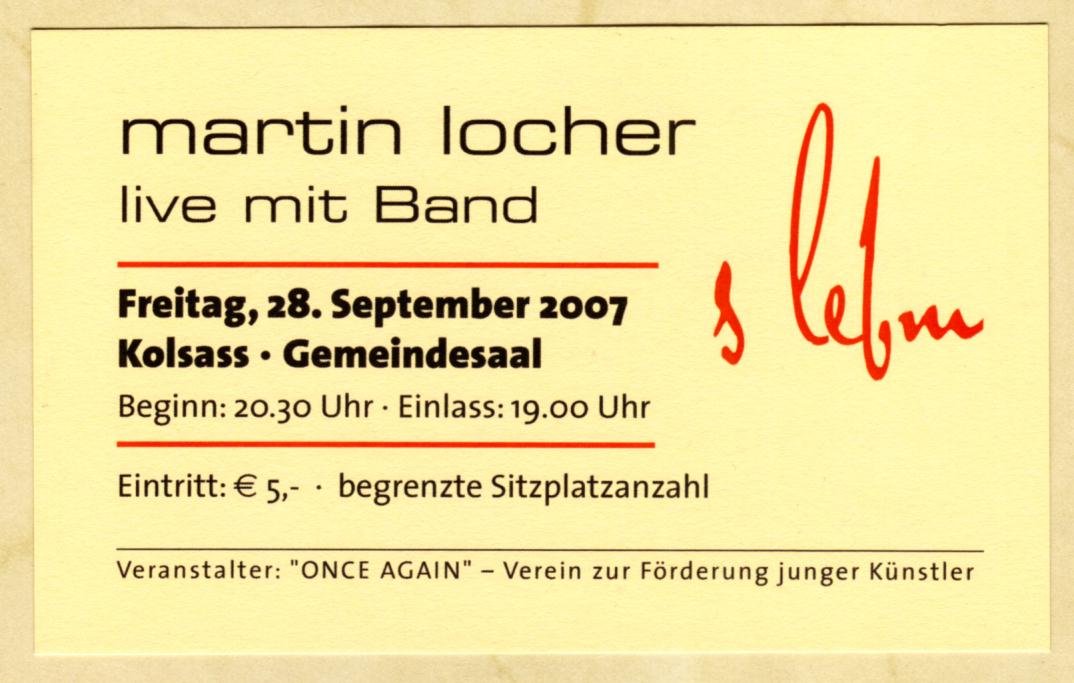 martin locher
live mit Band
s lebm
Freitag, 28. September 2007
Kolsass · Gemeindesaal
Beginn: 20.30 Uhr · Einlass: 19.00 Uhr
Eintritt: € 5,- · begrenzte Sitzplatzanzahl
Veranstalter: "ONCE AGAIN" – Verein zur Förderung junger Künstler